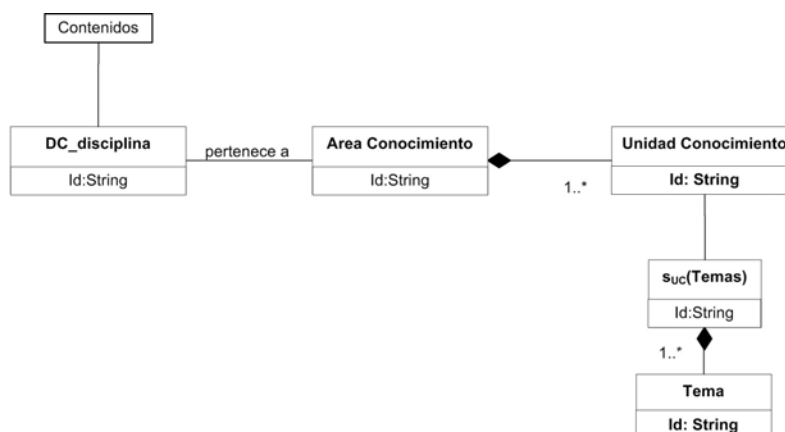 Contenidos
DC_disciplina
Id:String
pertenece a
Area Conocimiento
Id:String
1..*
Unidad Conocimiento
Id: String
sUC(Temas)
Id:String
1..*
Tema
Id: String